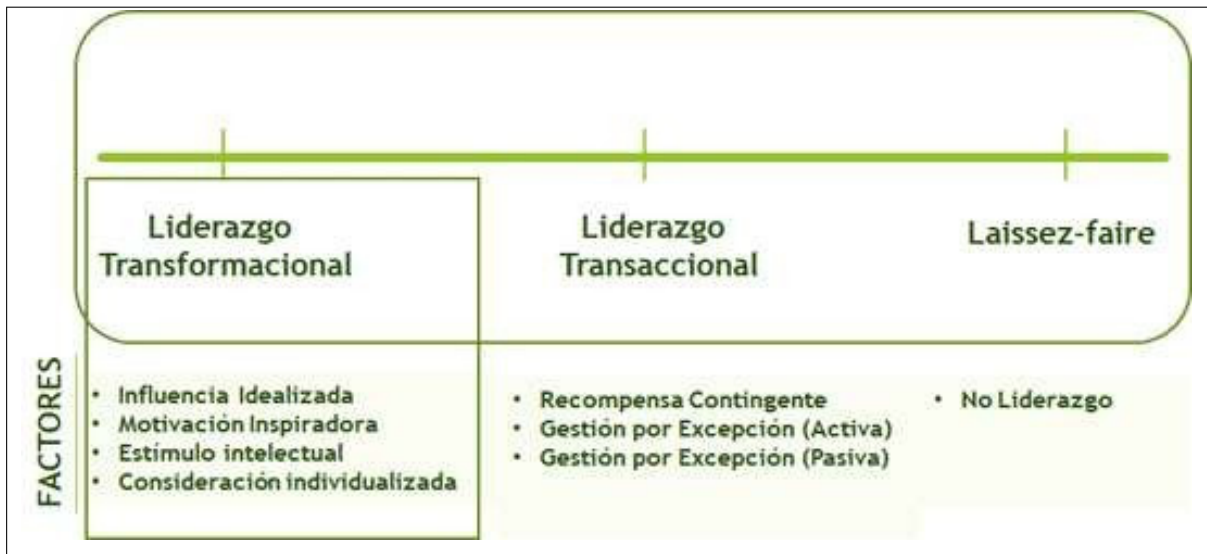 Liderazgo
Transformacional
Liderazgo
Transaccional
Laissez-faire
FACTORES
• Influencia Idealizada
• Motivación Inspiradora
• Estímulo intelectual
• Consideración individualizada
• Recompensa Contingente
• Gestión por Excepción (Activa)
• Gestión por Excepción (Pasiva)
• No Liderazgo